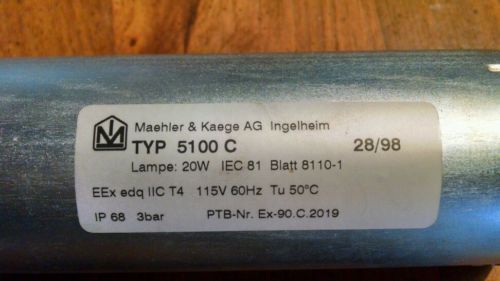 Maehler & Kaege AG Ingelheim
TYP 5100 C 28/98
Lampe: 20W IEC 81 Blatt 8110-1
EEx edq IIC T4 115V 60Hz Tu 50°C
IP 68 3bar PTB-Nr. Ex-90.C.2019